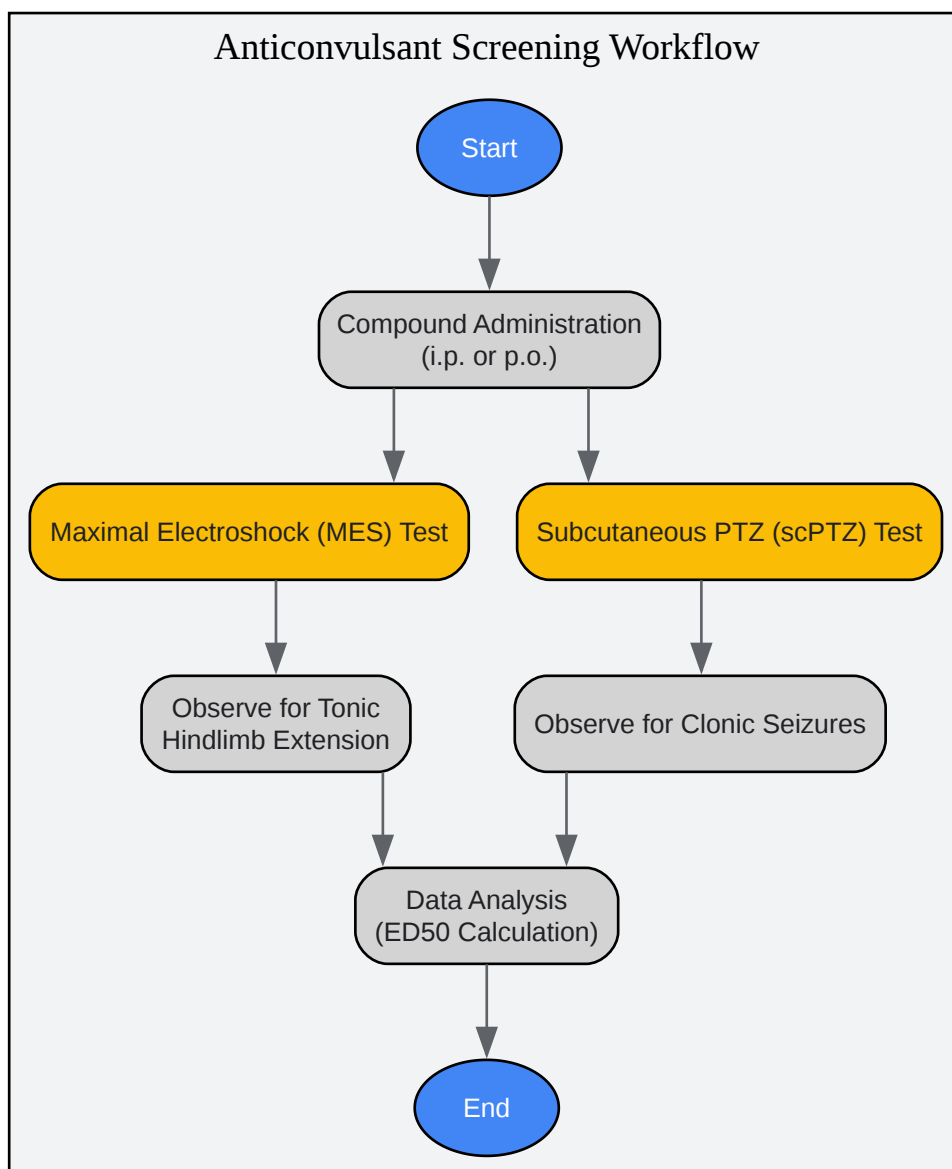 Anticonvulsant Screening Workflow
Start
Compound Administration
(i.p. or p.o.)
Maximal Electroshock (MES) Test
Subcutaneous PTZ (scPTZ) Test
Observe for Tonic
Hindlimb Extension
Observe for Clonic Seizures
Data Analysis
(ED50 Calculation)
End